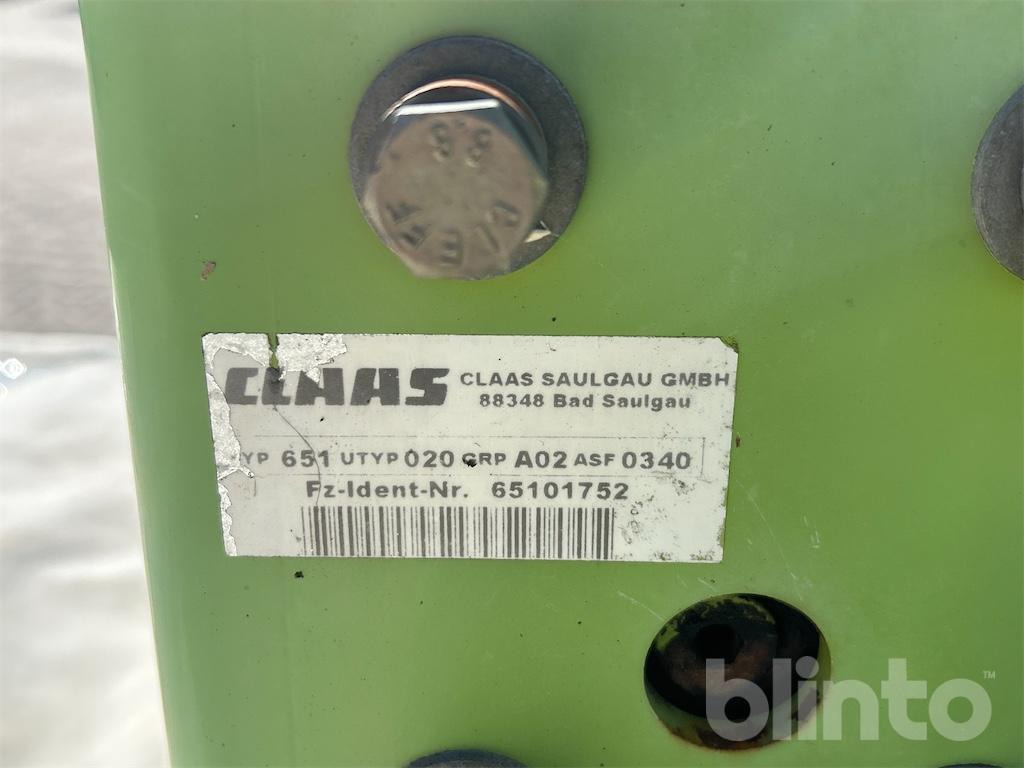 8.8
CLAAS CLAAS SAULGAU GMBH
88348 Bad Saulgau
YP 651 UTYP 020 GRP A02 ASF 0340
Fz-Ident-Nr. 65101752
blinto™